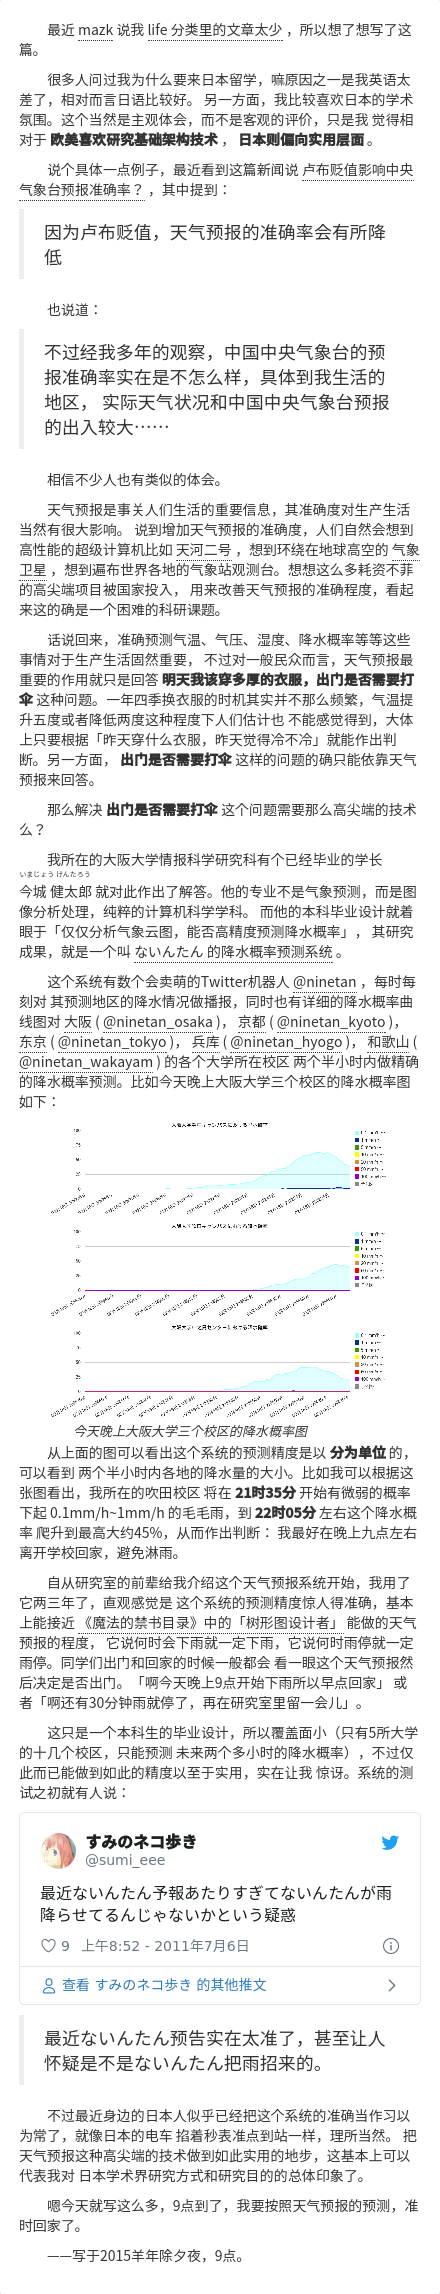 最近 mazk 说我 life 分类里的文章太少 ，所以想了想写了这
篇。
很多人问过我为什么要来日本留学，嘛原因之一是我英语太
差了，相对而言日语比较好。 另一方面，我比较喜欢日本的学术
氛围。这个当然是主观体会，而不是客观的评价，只是我 觉得相
对于 欧美喜欢研究基础架构技术 ， 日本则偏向实用层面 。
说个具体一点例子，最近看到这篇新闻说 卢布贬值影响中央
气象台预报准确率？ ，其中提到：
因为卢布贬值，天气预报的准确率会有所降
低
也说道：
不过经我多年的观察，中国中央气象台的预
报准确率实在是不怎么样，具体到我生活的
地区， 实际天气状况和中国中央气象台预报
的出入较大……
相信不少人也有类似的体会。
天气预报是事关人们生活的重要信息，其准确度对生产生活
当然有很大影响。 说到增加天气预报的准确度，人们自然会想到
高性能的超级计算机比如 天河二号 ，想到环绕在地球高空的 气象
卫星 ，想到遍布世界各地的气象站观测台。想想这么多耗资不菲
的高尖端项目被国家投入， 用来改善天气预报的准确程度，看起
来这的确是一个困难的科研课题。
话说回来，准确预测气温、气压、湿度、降水概率等等这些
事情对于生产生活固然重要， 不过对一般民众而言，天气预报最
重要的作用就只是回答 明天我该穿多厚的衣服，出门是否需要打
伞 这种问题。一年四季换衣服的时机其实并不那么频繁，气温提
升五度或者降低两度这种程度下人们估计也 不能感觉得到，大体
上只要根据「昨天穿什么衣服，昨天觉得冷不冷」就能作出判
断。另一方面， 出门是否需要打伞 这样的问题的确只能依靠天气
预报来回答。
那么解决 出门是否需要打伞 这个问题需要那么高尖端的技术
么？
我所在的大阪大学情报科学研究科有个已经毕业的学长
いまじょう けんたろう
今城 健太郎 就对此作出了解答。他的专业不是气象预测，而是图
像分析处理，纯粹的计算机科学学科。 而他的本科毕业设计就着
眼于「仅仅分析气象云图，能否高精度预测降水概率」， 其研究
成果，就是一个叫 ないんたん 的降水概率预测系统 。
这个系统有数个会卖萌的Twitter机器人 @ninetan ，每时每
刻对 其预测地区的降水情况做播报，同时也有详细的降水概率曲
线图对 大阪 ( @ninetan_osaka )， 京都 ( @ninetan_kyoto )，
东京 ( @ninetan_tokyo )， 兵库 ( @ninetan_hyogo )， 和歌山 (
@ninetan_wakayam ) 的各个大学所在校区 两个半小时内做精确
的降水概率预测。比如今天晚上大阪大学三个校区的降水概率图
如下：
今天晚上大阪大学三个校区的降水概率图
从上面的图可以看出这个系统的预测精度是以 分为单位 的，
可以看到 两个半小时内各地的降水量的大小。比如我可以根据这
张图看出，我所在的吹田校区 将在 21时35分 开始有微弱的概率
下起 0.1mm/h~1mm/h 的毛毛雨，到 22时05分 左右这个降水概
率 爬升到最高大约45%，从而作出判断： 我最好在晚上九点左右
离开学校回家，避免淋雨。
自从研究室的前辈给我介绍这个天气预报系统开始，我用了
它两三年了，直观感觉是 这个系统的预测精度惊人得准确，基本
上能接近 《魔法的禁书目录》中的「树形图设计者」 能做的天气
预报的程度， 它说何时会下雨就一定下雨，它说何时雨停就一定
雨停。同学们出门和回家的时候一般都会 看一眼这个天气预报然
后决定是否出门。「啊今天晚上9点开始下雨所以早点回家」 或
者「啊还有30分钟雨就停了，再在研究室里留一会儿」。
这只是一个本科生的毕业设计，所以覆盖面小（只有5所大学
的十几个校区，只能预测 未来两个多小时的降水概率），不过仅
此而已能做到如此的精度以至于实用，实在让我 惊讶。系统的测
试之初就有人说：
すみのネコ歩き
@sumi_eee
最近ないんたん予報あたりすぎてないんたんが雨
降らせてるんじゃないかという疑惑
9 上午8:52 - 2011年7月6日
查看 すみのネコ歩き 的其他推文
最近ないんたん预告实在太准了，甚至让人
怀疑是不是ないんたん把雨招来的。
不过最近身边的日本人似乎已经把这个系统的准确当作习以
为常了，就像日本的电车 掐着秒表准点到站一样，理所当然。 把
天气预报这种高尖端的技术做到如此实用的地步，这基本上可以
代表我对 日本学术界研究方式和研究目的的总体印象了。
嗯今天就写这么多，9点到了，我要按照天气预报的预测，准
时回家了。
——写于2015羊年除夕夜，9点。